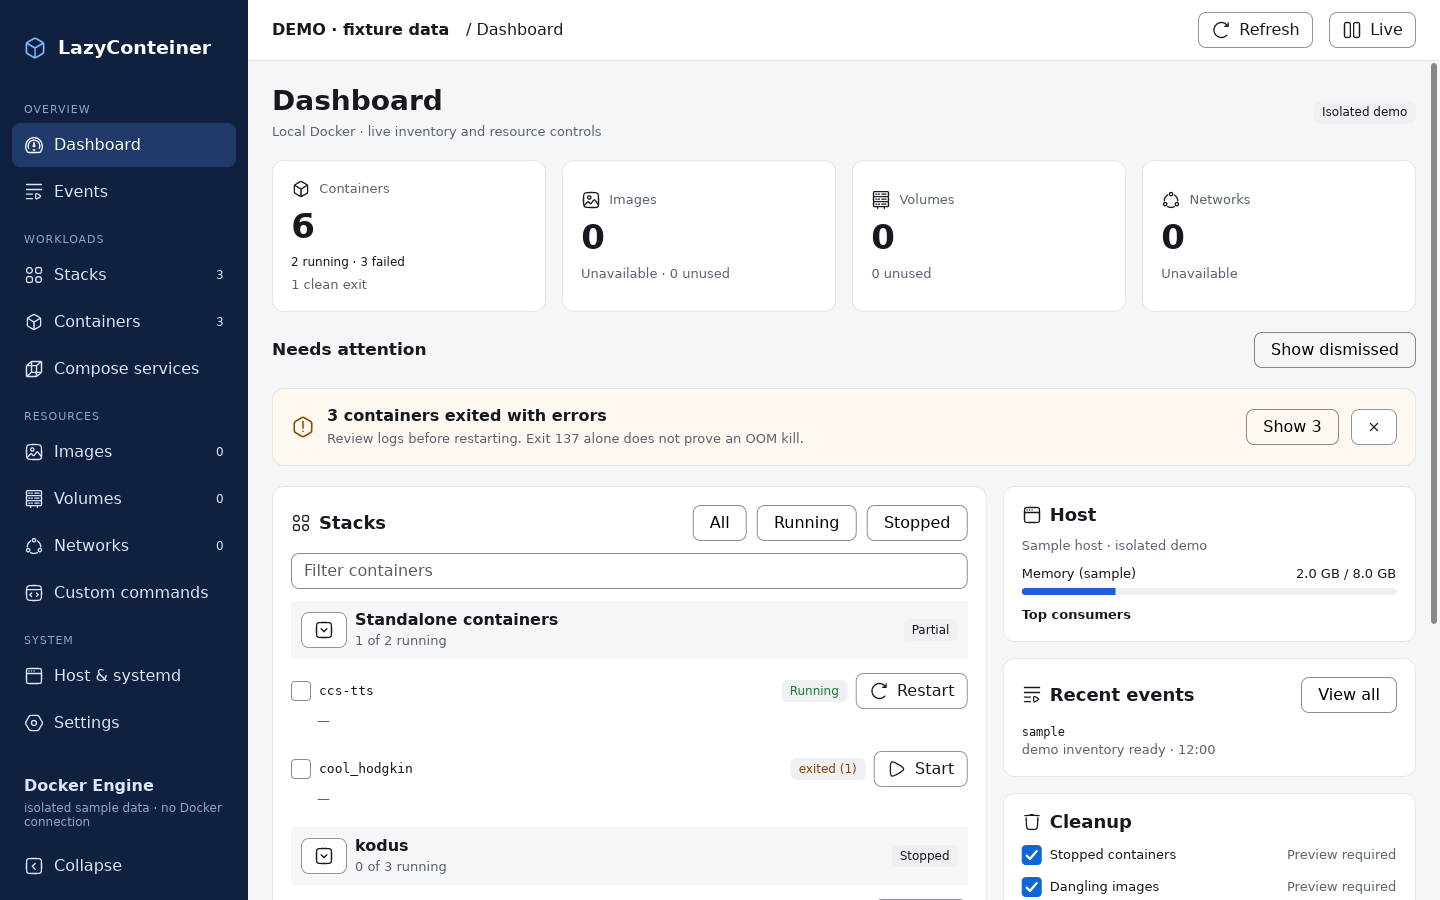 LazyConteiner
OVERVIEW
Dashboard
Events
WORKLOADS
Stacks 3
Containers 3
Compose services
RESOURCES
Images 0
Volumes 0
Networks 0
Custom commands
SYSTEM
Host & systemd
Settings
Docker Engine
isolated sample data · no Docker
connection
Collapse
DEMO · fixture data / Dashboard
Refresh
Live
Dashboard
Local Docker · live inventory and resource controls
Isolated demo
Containers
6
2 running · 3 failed
1 clean exit
Images
0
Unavailable · 0 unused
Volumes
0
0 unused
Networks
0
Unavailable
Needs attention
Show dismissed
3 containers exited with errors
Review logs before restarting. Exit 137 alone does not prove an OOM kill.
Show 3
×
Stacks
All
Running
Stopped
Filter containers
Standalone containers
1 of 2 running
Partial
ccs-tts
Running
Restart
—
cool_hodgkin
exited (1)
Start
—
kodus
0 of 3 running
Stopped
Host
Sample host · isolated demo
Memory (sample) 2.0 GB / 8.0 GB
Top consumers
Recent events
View all
sample
demo inventory ready · 12:00
Cleanup
Stopped containers Preview required
Dangling images Preview required